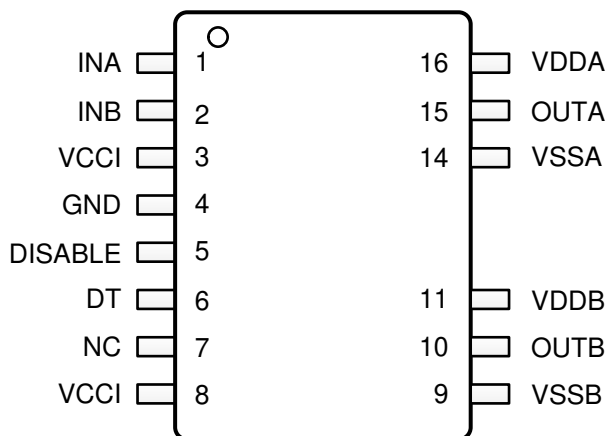 INA 1 16 VDDA
INB 2 15 OUTA
VCCI 3 14 VSSA
GND 4
DISABLE 5
DT 6 11 VDDB
NC 7 10 OUTB
VCCI 8 9 VSSB